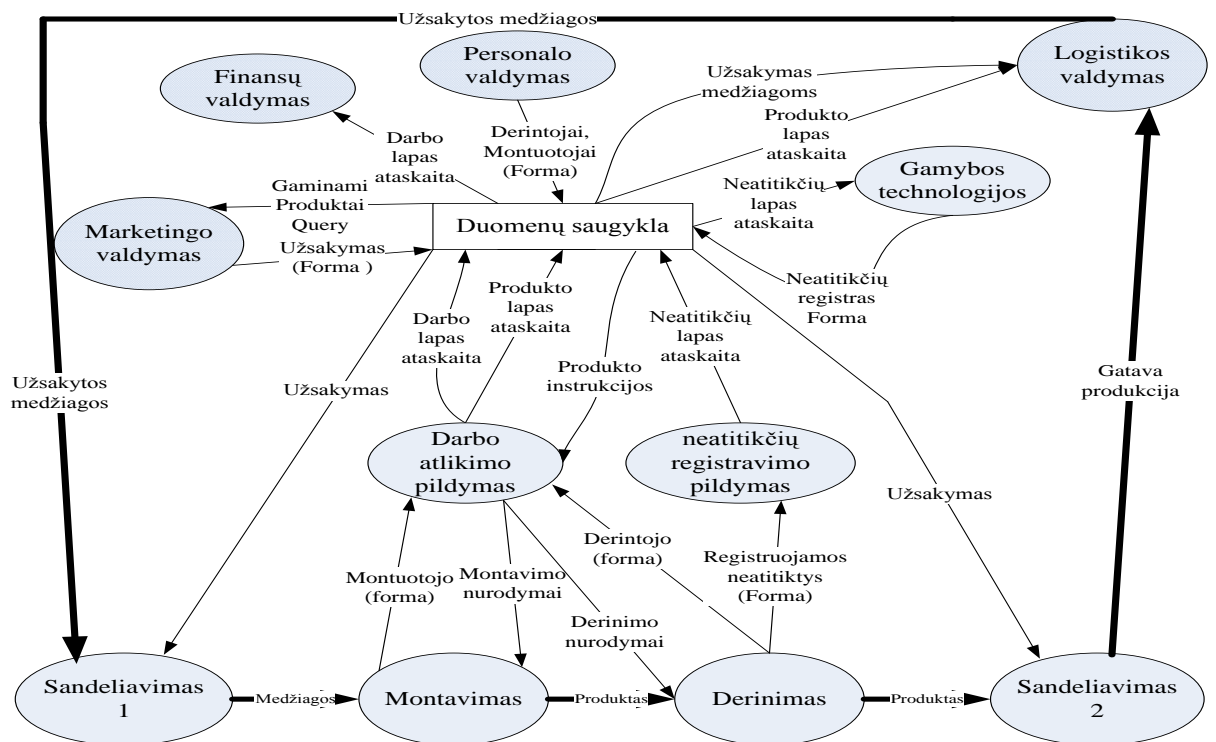 Užsakytos medžiagos
Finansų
valdymas
Personalo
valdymas
Logistikos
valdymas
Užsakymas
medžiagoms
Darbo
lapas
ataskaita
Derintojai,
Montuotojai
(Forma)
Produkto
lapas
ataskaita
Gamybos
technologijos
Gaminami
Produktai
Query
Neatitikčių
lapas
ataskaita
Marketingo
valdymas
Duomenų saugykla
Užsakymas
(Forma )
Neatitikčių
registras
Forma
Darbo
lapas
ataskaita
Produkto
lapas
ataskaita
Neatitikčių
lapas
ataskaita
Užsakytos
medžiagos
Užsakymas
Produkto
instrukcijos
Gatava
produkcija
Darbo
atlikimo
pildymas
neatitikčių
registravimo
pildymas
Užsakymas
Montuotojo
(forma)
Montavimo
nurodymai
Derintojo
(forma)
Registruojamos
neatitiktys
(Forma)
Derinimo
nurodymai
Sandeliavimas
1
Medžiagos
Montavimas
Produktas
Derinimas
Produktas
Sandeliavimas
2